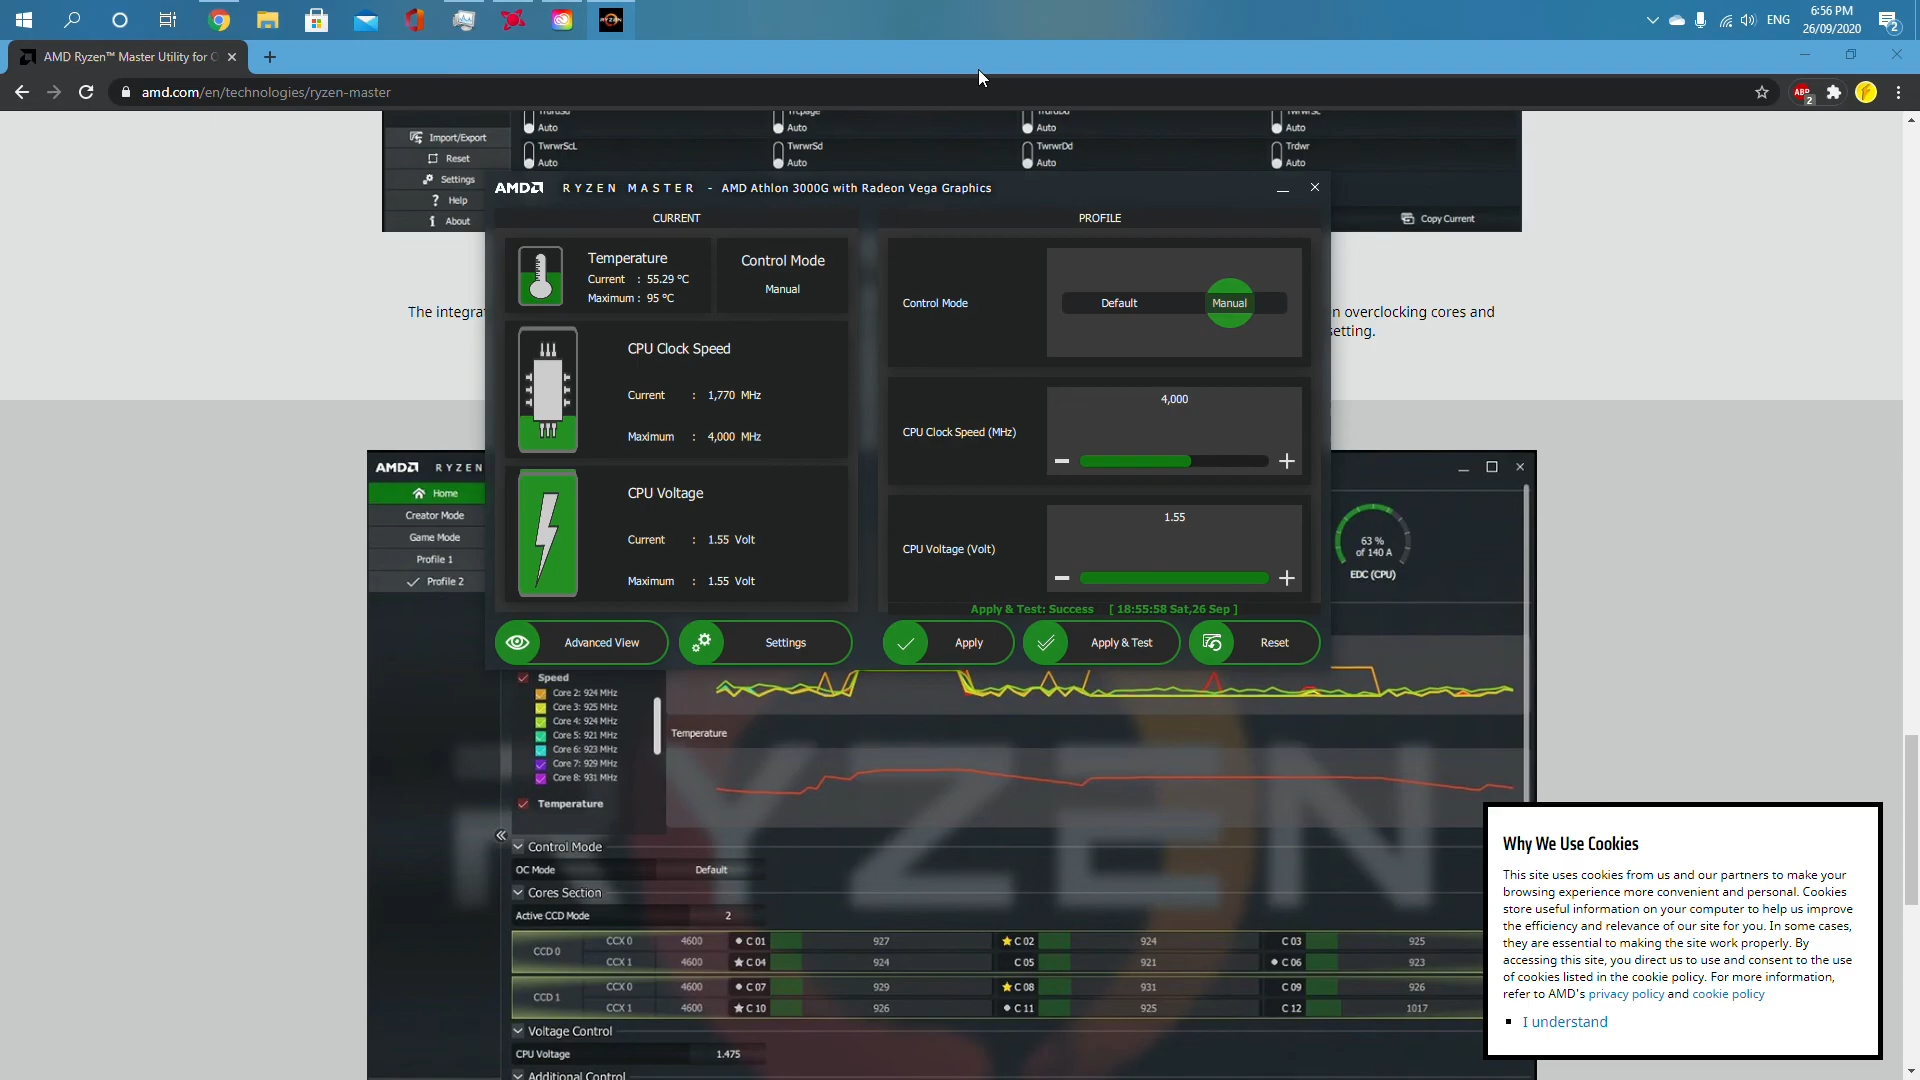 6:56 PM
ENG
26/09/2020
2
AMD Ryzen™ Master Utility for O
amd.com/en/technologies/ryzen-master
ABP
2
Auto
Auto
Auto
Auto
Import/Export
TwrwrScL
TwrwrSd
TwrwrDd
Trdwr
Reset
Auto
Auto
Auto
Auto
Settings
AMD RYZEN MASTER - AMD Athlon 3000G with Radeon Vega Graphics
Help
About
CURRENT
PROFILE
Copy Current
Temperature
Current : 55.29 °C
Maximum : 95 °C
Control Mode
Manual
Control Mode
Default
Manual
The integra
n overclocking cores and
setting.
CPU Clock Speed
Current : 1,770 MHz
Maximum : 4,000 MHz
CPU Clock Speed (MHz)
4,000
CPU Voltage
Current : 1.55 Volt
Maximum : 1.55 Volt
CPU Voltage (Volt)
1.55
Apply & Test: Success [ 18:55:58 Sat,26 Sep ]
Advanced View
Settings
Apply
Apply & Test
Reset
AMD RYZEN
Home
Creator Mode
Game Mode
Profile 1
Profile 2
63 %
of 140 A
EDC (CPU)
Speed
Core 2: 924 MHz
Core 3: 925 MHz
Core 4: 924 MHz
Core 5: 921 MHz
Core 6: 923 MHz
Core 7: 929 MHz
Core 8: 931 MHz
Temperature
Temperature
RYZEN
Control Mode
OC Mode Default
Cores Section
Active CCD Mode 2
CCD 0
CCX 0 4600 C 01 927 C 02 924 C 03 925
CCX 1 4600 C 04 924 C 05 921 C 06 923
CCD 1
CCX 0 4600 C 07 929 C 08 931 C 09 926
CCX 1 4600 C 10 926 C 11 925 C 12 1017
Voltage Control
CPU Voltage 1.475
Additional Control
Why We Use Cookies
This site uses cookies from us and our partners to make your
browsing experience more convenient and personal. Cookies
store useful information on your computer to help us improve
the efficiency and relevance of our site for you. In some cases,
they are essential to making the site work properly. By
accessing this site, you direct us to use and consent to the use
of cookies listed in the cookie policy. For more information,
refer to AMD's privacy policy and cookie policy
I understand